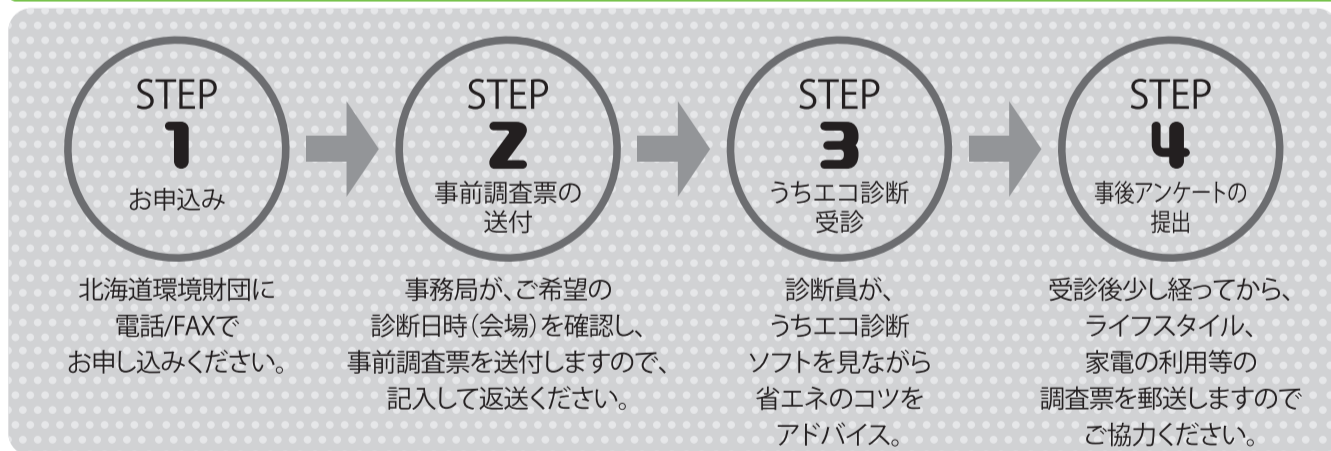 STEP
1
お申込み
北海道環境財団に
電話/FAXで
お申し込みください。
STEP
2
事前調査票の
送付
事務局が、ご希望の
診断日時(会場)を確認し、
事前調査票を送付しますので、
記入して返送ください。
STEP
3
うちエコ診断
受診
診断員が、
うちエコ診断
ソフトを見ながら
省エネのコツを
アドバイス。
STEP
4
事後アンケートの
提出
受診後少し経ってから、
ライフスタイル、
家電の利用等の
調査票を郵送しますので
ご協力ください。